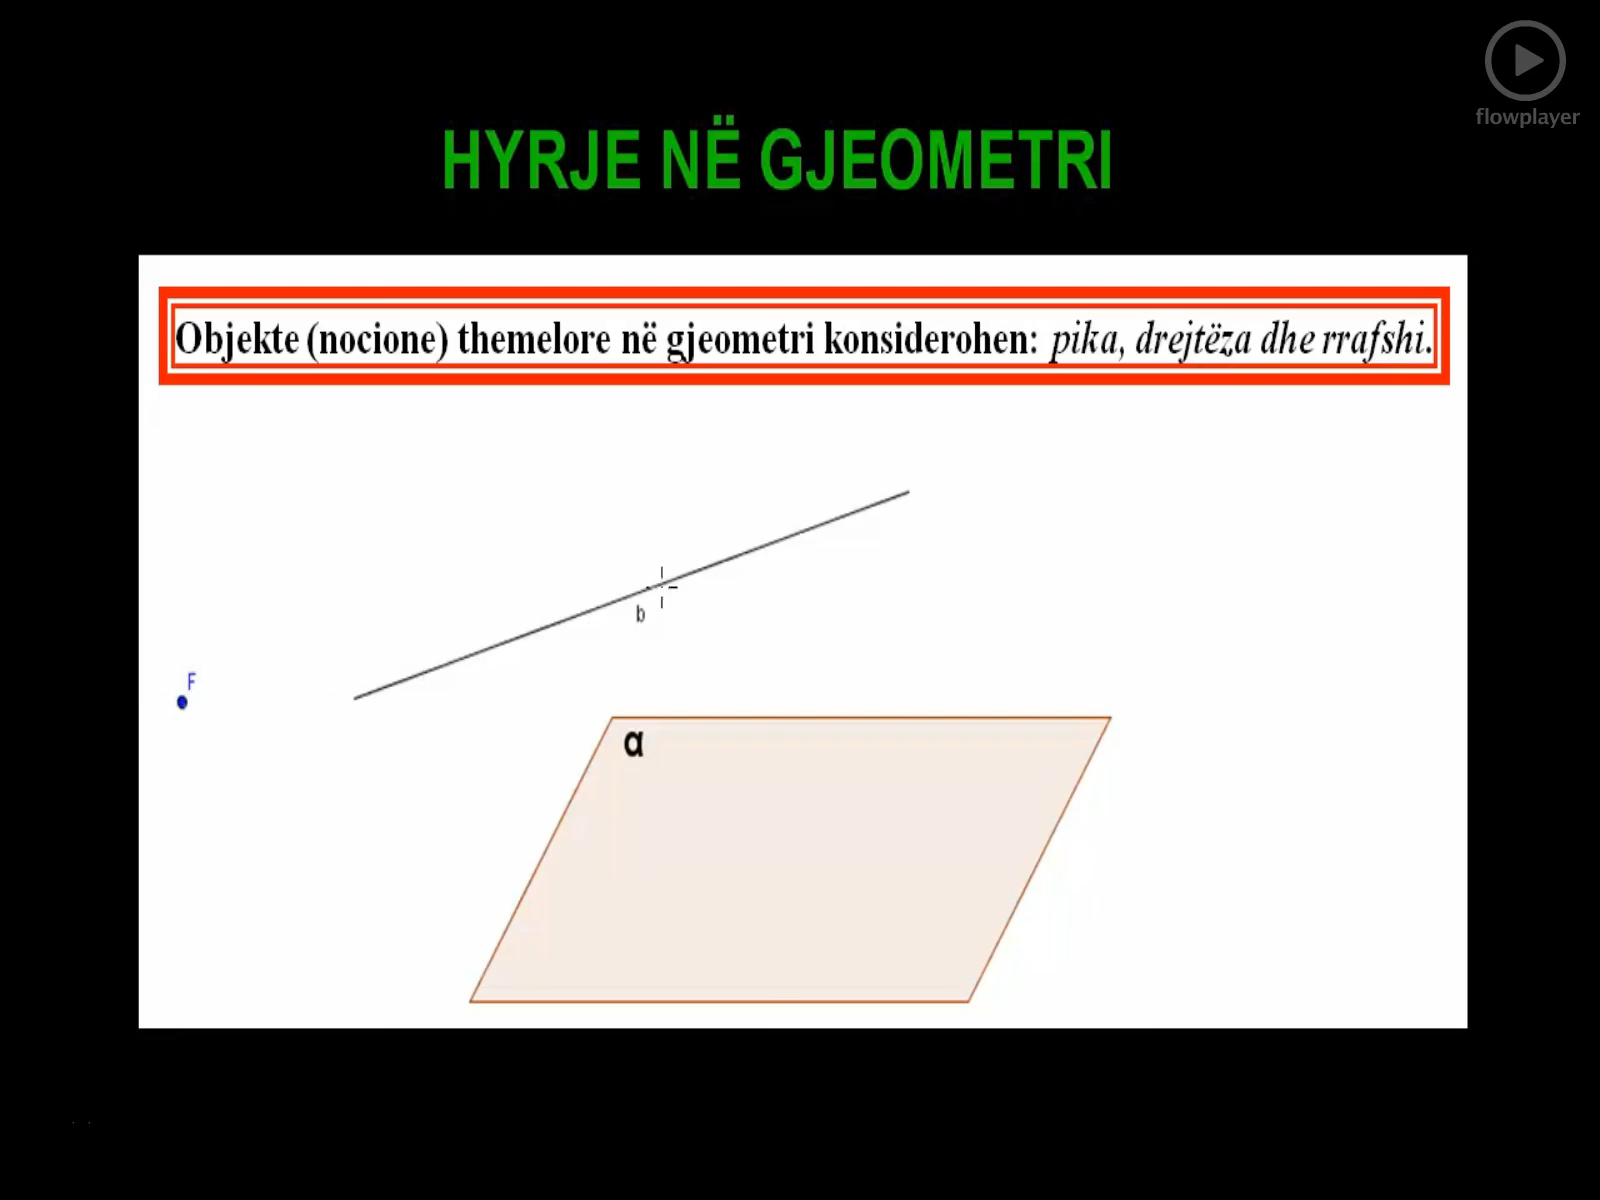 flowplayer
HYRJE NË GJEOMETRI
Objekte (nocione) themelore në gjeometri konsiderohen: pika, drejtëza dhe rrafshi.
b
F
α